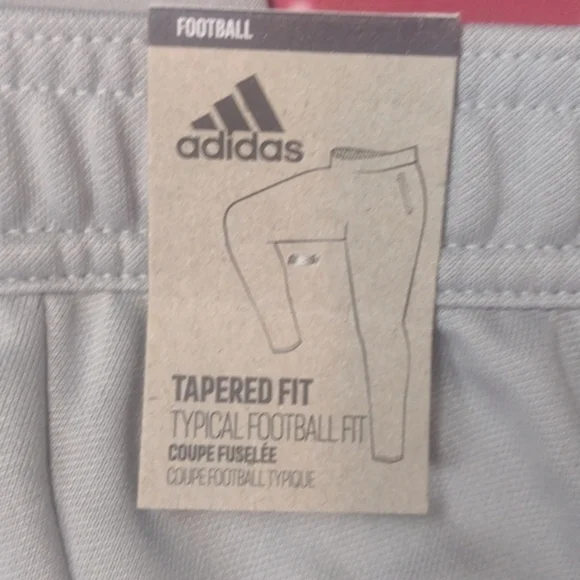 FOOTBALL
adidas
TAPERED FIT
TYPICAL FOOTBALL FIT
COUPE FUSELÉE
COUPE FOOTBALL TYPIQUE